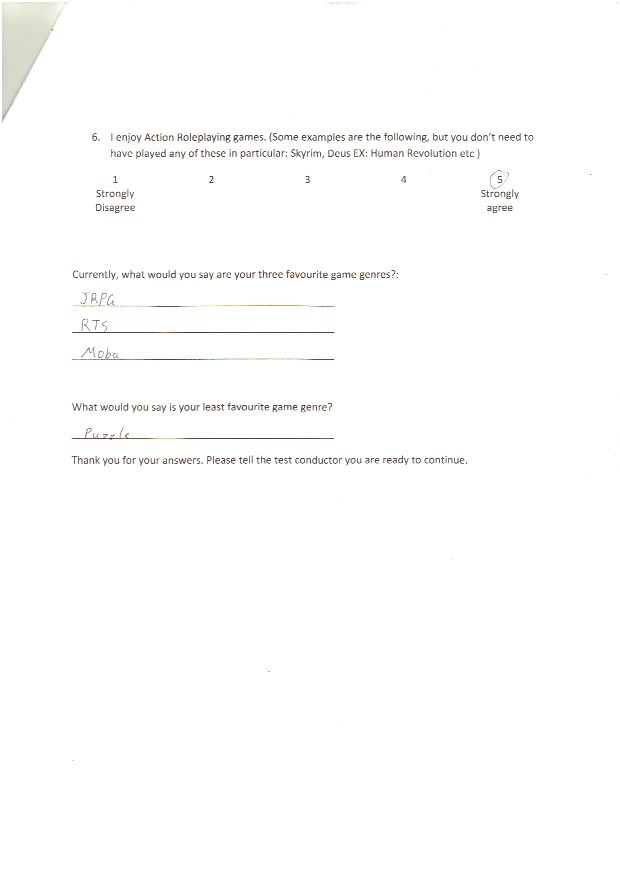 6. I enjoy Action Roleplaying games. (Some examples are the following, but you don't need to
have played any of these in particular: Skyrim, Deus EX: Human Revolution etc )
1 2 3 4 5
Strongly Strongly
Disagree agree
Currently, what would you say are your three favourite game genres?:
JRPG
RTS
Moba
What would you say is your least favourite game genre?
Puzzle
Thank you for your answers. Please tell the test conductor you are ready to continue.